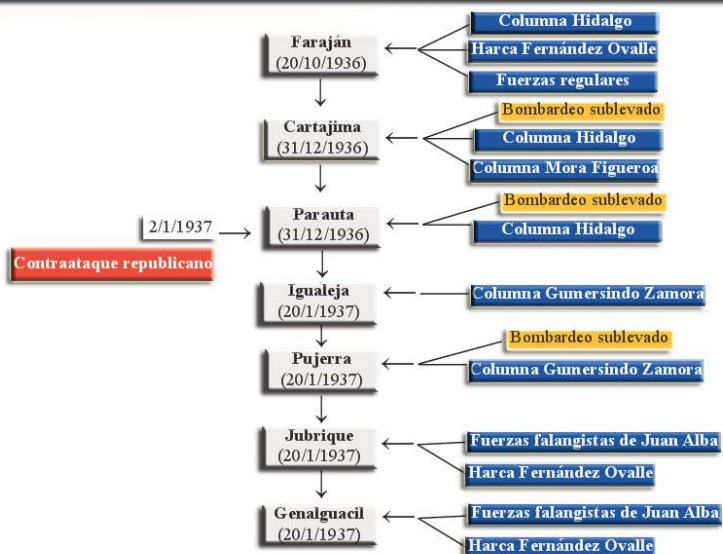 Faraján
(20/10/1936)
Columna Hidalgo
Harca Fernández Ovalle
Fuerzas regulares
Cartajima
(31/12/1936)
Bombardeo sublevado
Columna Hidalgo
Columna Mora Figueroa
2/1/1937
Contraataque republicano
Parauta
(31/12/1936)
Bombardeo sublevado
Columna Hidalgo
Igualeja
(20/1/1937)
Columna Gumersindo Zamora
Pujerra
(20/1/1937)
Bombardeo sublevado
Columna Gumersindo Zamora
Jubrique
(20/1/1937)
Fuerzas falangistas de Juan Alba
Harca Fernández Ovalle
Genalguacil
(20/1/1937)
Fuerzas falangistas de Juan Alba
Harca Fernández Ovalle